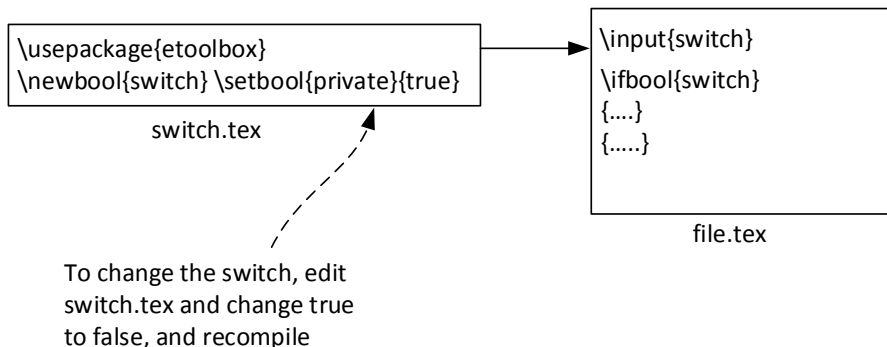 \usepackage{etoolbox}
\newbool{switch} \setbool{private}{true}
switch.tex
\input{switch}
\ifbool{switch}
{....}
{.....}
file.tex
To change the switch, edit
switch.tex and change true
to false, and recompile